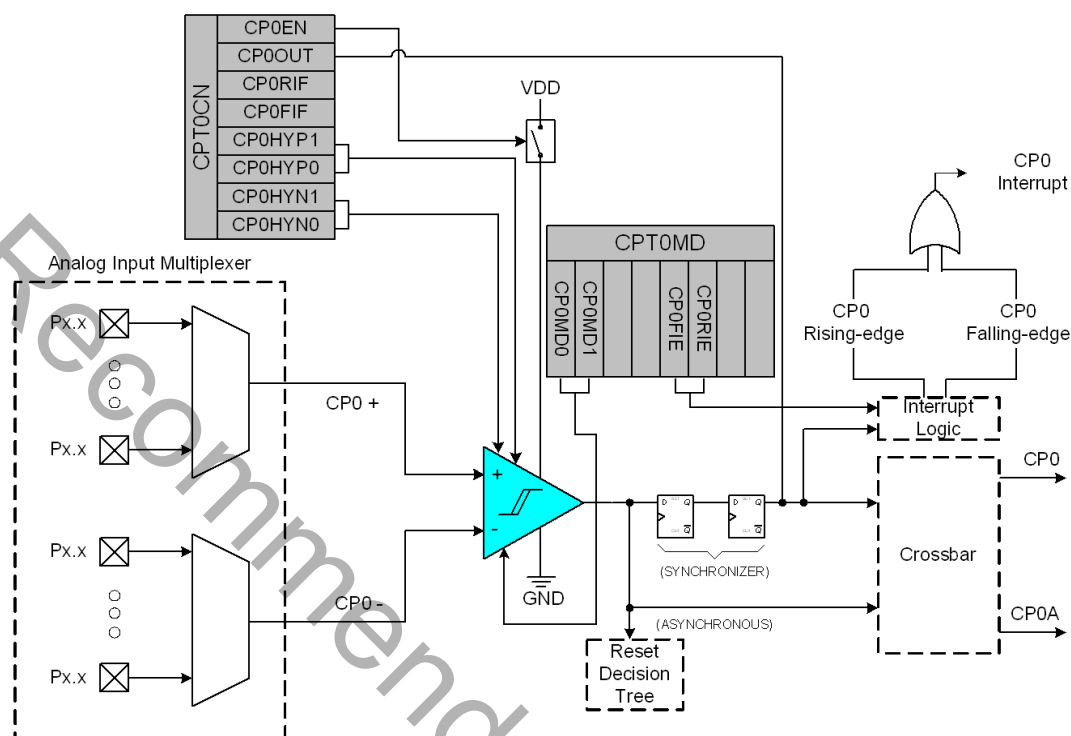 CPT0CN
CP0EN
CP0OUT
CP0RIF
CP0FIF
CP0HYP1
CP0HYP0
CP0HYN1
CP0HYN0
VDD
CP0
Interrupt
CPT0MD
CP0MD0
CP0MD1
CP0FIE
CP0RIE
CP0
Rising-edge
CP0
Falling-edge
Analog Input Multiplexer
Px.x
Px.x
Px.x
Px.x
CP0 +
CP0 -
+
-
GND
D
Q
Q
D
Q
Q
(SYNCHRONIZER)
(ASYNCHRONOUS)
Interrupt
Logic
Crossbar
CP0
CP0A
Reset
Decision
Tree
Recommend